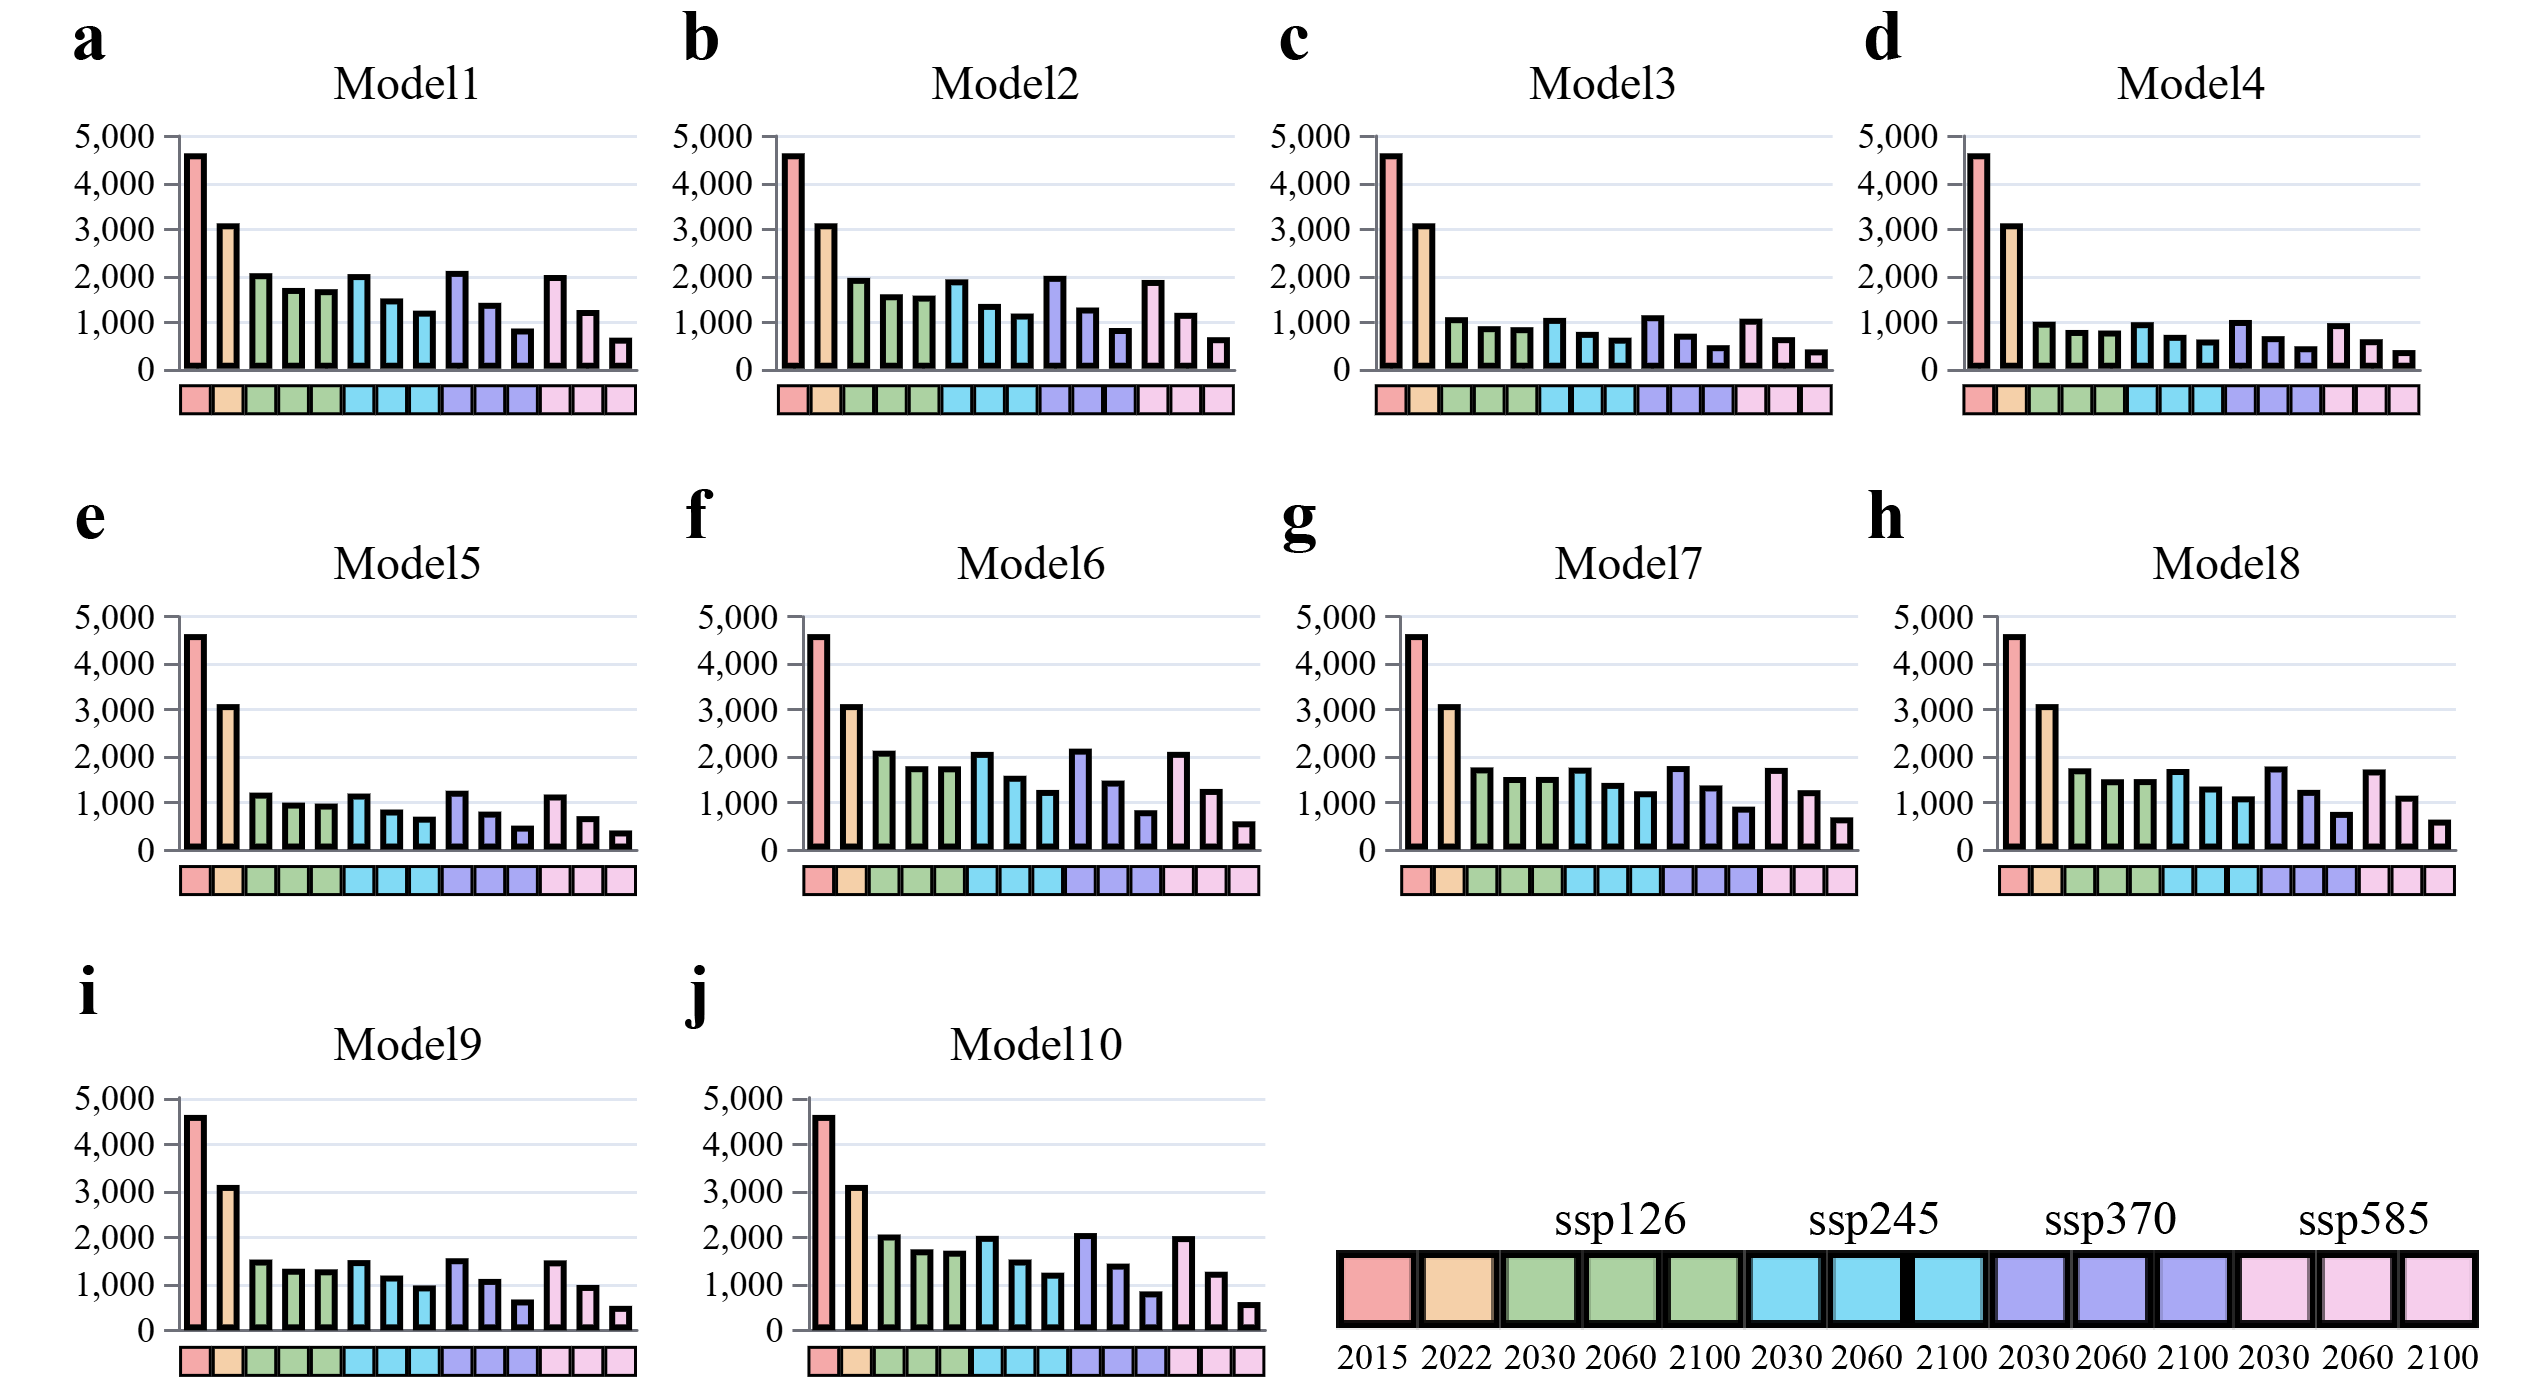 a
Model1
5,000
4,000
3,000
2,000
1,000
0
b
Model2
5,000
4,000
3,000
2,000
1,000
0
c
Model3
5,000
4,000
3,000
2,000
1,000
0
d
Model4
5,000
4,000
3,000
2,000
1,000
0
e
Model5
5,000
4,000
3,000
2,000
1,000
0
f
Model6
5,000
4,000
3,000
2,000
1,000
0
g
Model7
5,000
4,000
3,000
2,000
1,000
0
h
Model8
5,000
4,000
3,000
2,000
1,000
0
i
Model9
5,000
4,000
3,000
2,000
1,000
0
j
Model10
5,000
4,000
3,000
2,000
1,000
0
ssp126 ssp245 ssp370 ssp585
2015 2022 2030 2060 2100 2030 2060 2100 2030 2060 2100 2030 2060 2100